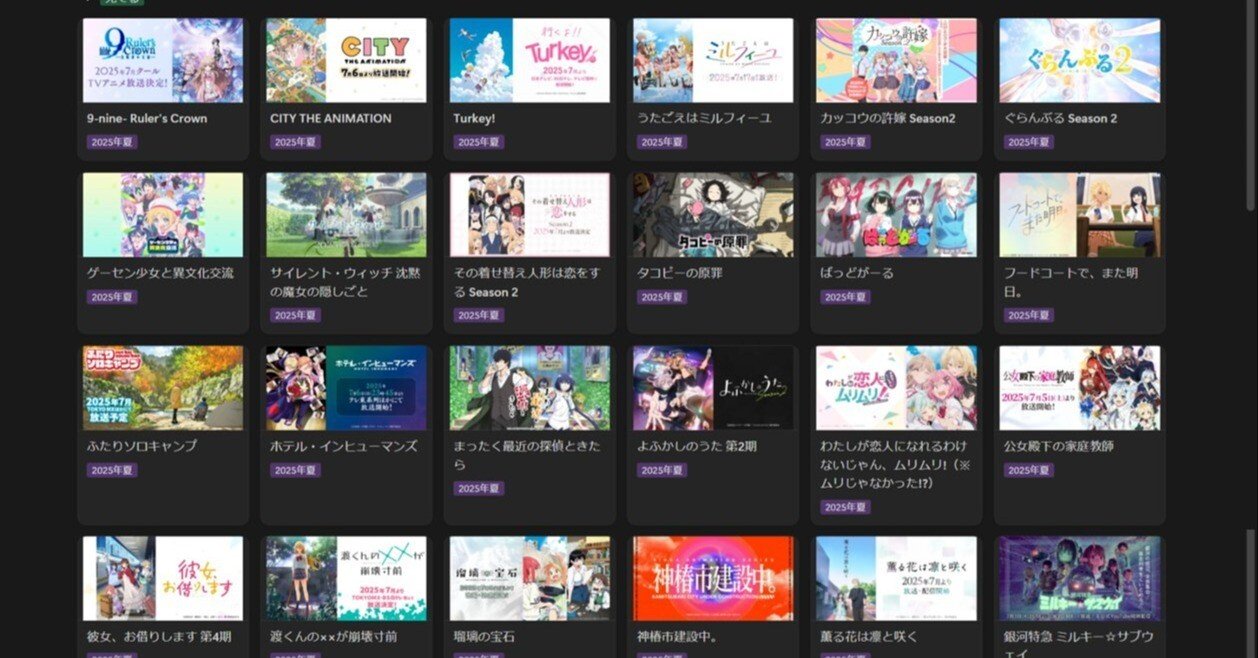 見てる
9-nine- Ruler's Crown
2025年7月クール
TVアニメ放送決定!
CITY
THE ANIMATION
7月6日より放送開始!
Turkey!
2025年7月より
2025年7月放送決定
カッコウの許嫁
Season2
ぐらんぶる2
9-nine- Ruler's Crown
CITY THE ANIMATION
Turkey!
うたごえはミルフィーユ
カッコウの許嫁 Season2
ぐらんぶる Season 2
2025年夏
2025年夏
2025年夏
2025年夏
2025年夏
2025年夏
その着せ替え人形は
恋をする
Season 2
タコピーの原罪
ばっどがーる
フードコートで、
また明日。
ゲーセン少女と異文化交流
サイレント・ウィッチ 沈黙
の魔女の隠しごと
その着せ替え人形は恋をす
る Season 2
タコピーの原罪
ばっどがーる
フードコートで、また明
日。
2025年夏
2025年夏
2025年夏
2025年夏
2025年夏
2025年夏
ふたり
ソロキャンプ
2025年7月
TOKYO MXほかにて
放送予定
ホテル・インヒューマンズ
放送開始!
よふかしのうた
わたしが恋人に
ムリムリ!
公女殿下の家庭教師
2025年7月5日(土)より
放送開始!
ふたりソロキャンプ
ホテル・インヒューマンズ
まったく最近の探偵ときた
ら
よふかしのうた 第2期
わたしが恋人になれるわけ
ないじゃん、ムリムリ!(※
ムリじゃなかった!?)
公女殿下の家庭教師
2025年夏
2025年夏
2025年夏
2025年夏
2025年夏
2025年夏
彼女、
お借りします
渡くんの××が
崩壊寸前
2025年7月より
放送決定!
瑠璃の宝石
神椿市建設中。
薫る花は凛と咲く
2025年7月より
放送・配信開始
銀河特急
ミルキー☆サブウェイ
彼女、お借りします 第4期
渡くんの××が崩壊寸前
瑠璃の宝石
神椿市建設中。
薫る花は凛と咲く
銀河特急 ミルキー☆サブウ
ェイ